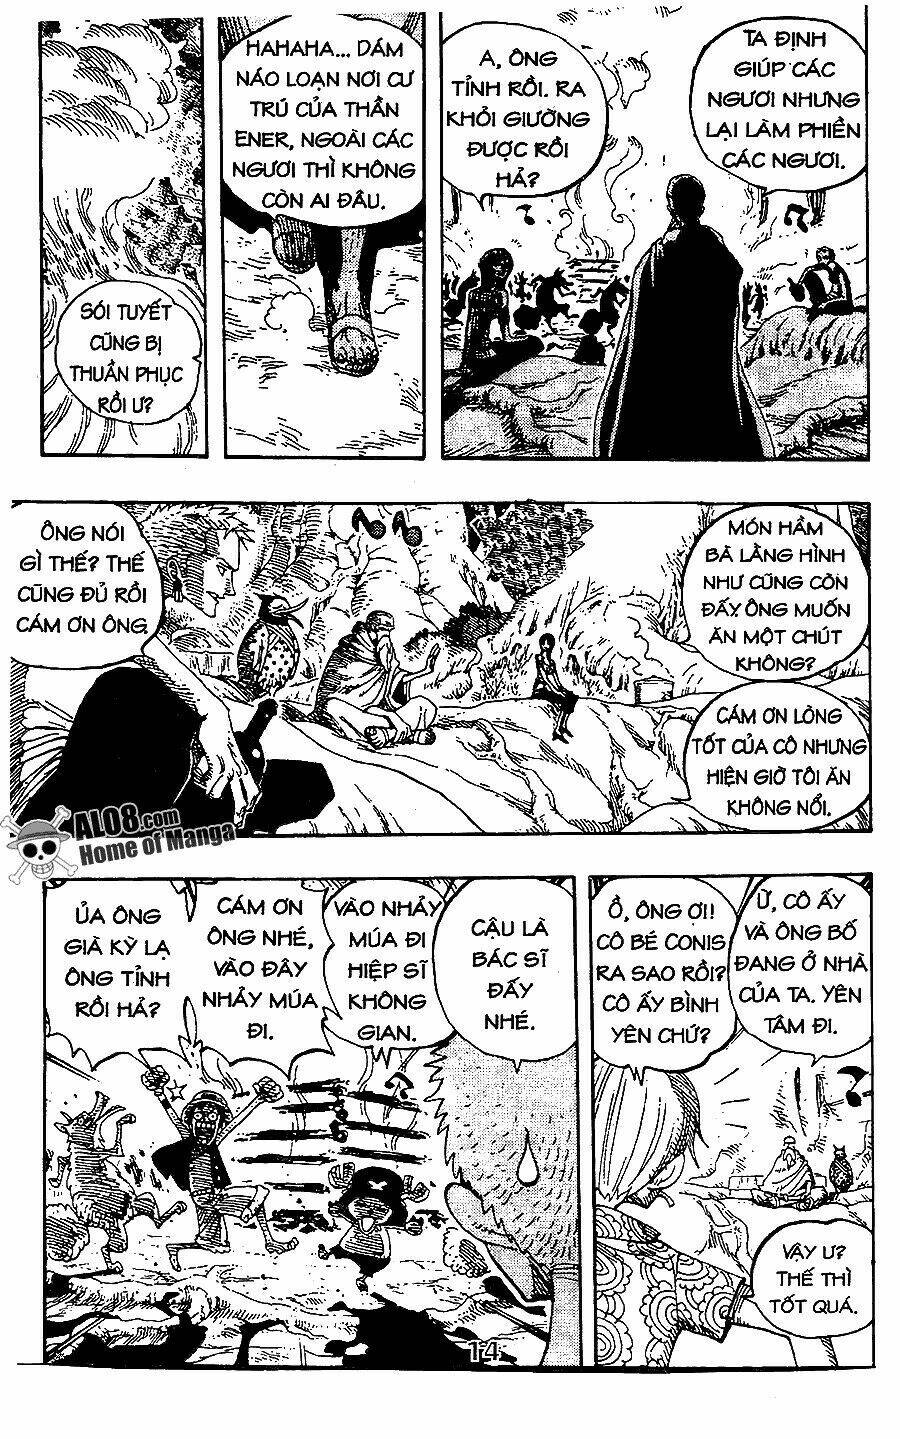 TA ĐỊNH
GIÚP CÁC
NGƯƠI NHƯNG
LẠI LÀM PHIỀN
CÁC NGƯƠI.
A, ÔNG
TỈNH RỒI. RA
KHỎI GIƯỜNG
ĐƯỢC RỒI
HẢ?
HAHAHA... DÁM
NÁO LOẠN NƠI CƯ
TRÚ CỦA THẦN
ENER, NGOÀI CÁC
NGƯƠI THÌ KHÔNG
CÒN AI ĐÂU.
SÓI TUYẾT
CŨNG BỊ
THUẦN PHỤC
RỒI Ư?
MÓN HẦM
BÀ LẰNG HÌNH
NHƯ CŨNG CÒN
ĐẤY. ÔNG MUỐN
ĂN MỘT CHÚT
KHÔNG?
CÁM ƠN LÒNG
TỐT CỦA CÔ NHƯNG
HIỆN GIỜ TÔI ĂN
KHÔNG NỔI.
ÔNG NÓI
GÌ THẾ? THẾ
CŨNG ĐỦ RỒI
CÁM ƠN ÔNG.
AL08.com
Home of Manga
Ừ, CÔ ẤY
VÀ ÔNG BỐ
ĐANG Ở NHÀ
CỦA TA. YÊN
TÂM ĐI.
Ồ, ÔNG ƠI!
CÔ BÉ CONIS
RA SAO RỒI?
CÔ ẤY BÌNH
YÊN CHỨ?
VẬY Ư?
THẾ THÌ
TỐT QUÁ.
CẬU LÀ
BÁC SĨ
ĐẤY
NHÉ.
VÀO NHẢY
MÚA ĐI
HIỆP SĨ
KHÔNG
GIAN.
CÁM ƠN
ÔNG NHÉ,
VÀO ĐÂY
NHẢY MÚA
ĐI.
ỦA ÔNG
GIÀ KỲ LẠ
ÔNG TỈNH
RỒI HẢ?
14